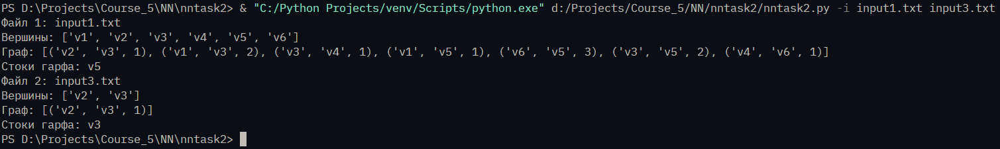 PS D:\Projects\Course_5\NN\nntask2> & "C:/Python Projects/venv/Scripts/python.exe" d:/Projects/Course_5/NN/nntask2/nntask2.py -i input1.txt input3.txt
Файл 1: input1.txt
Вершины: ['v1', 'v2', 'v3', 'v4', 'v5', 'v6']
Граф: [('v2', 'v3', 1), ('v1', 'v3', 2), ('v3', 'v4', 1), ('v1', 'v5', 1), ('v6', 'v5', 3), ('v3', 'v5', 2), ('v4', 'v6', 1)]
Стоки гарфа: v5
Файл 2: input3.txt
Вершины: ['v2', 'v3']
Граф: [('v2', 'v3', 1)]
Стоки гарфа: v3
PS D:\Projects\Course_5\NN\nntask2>